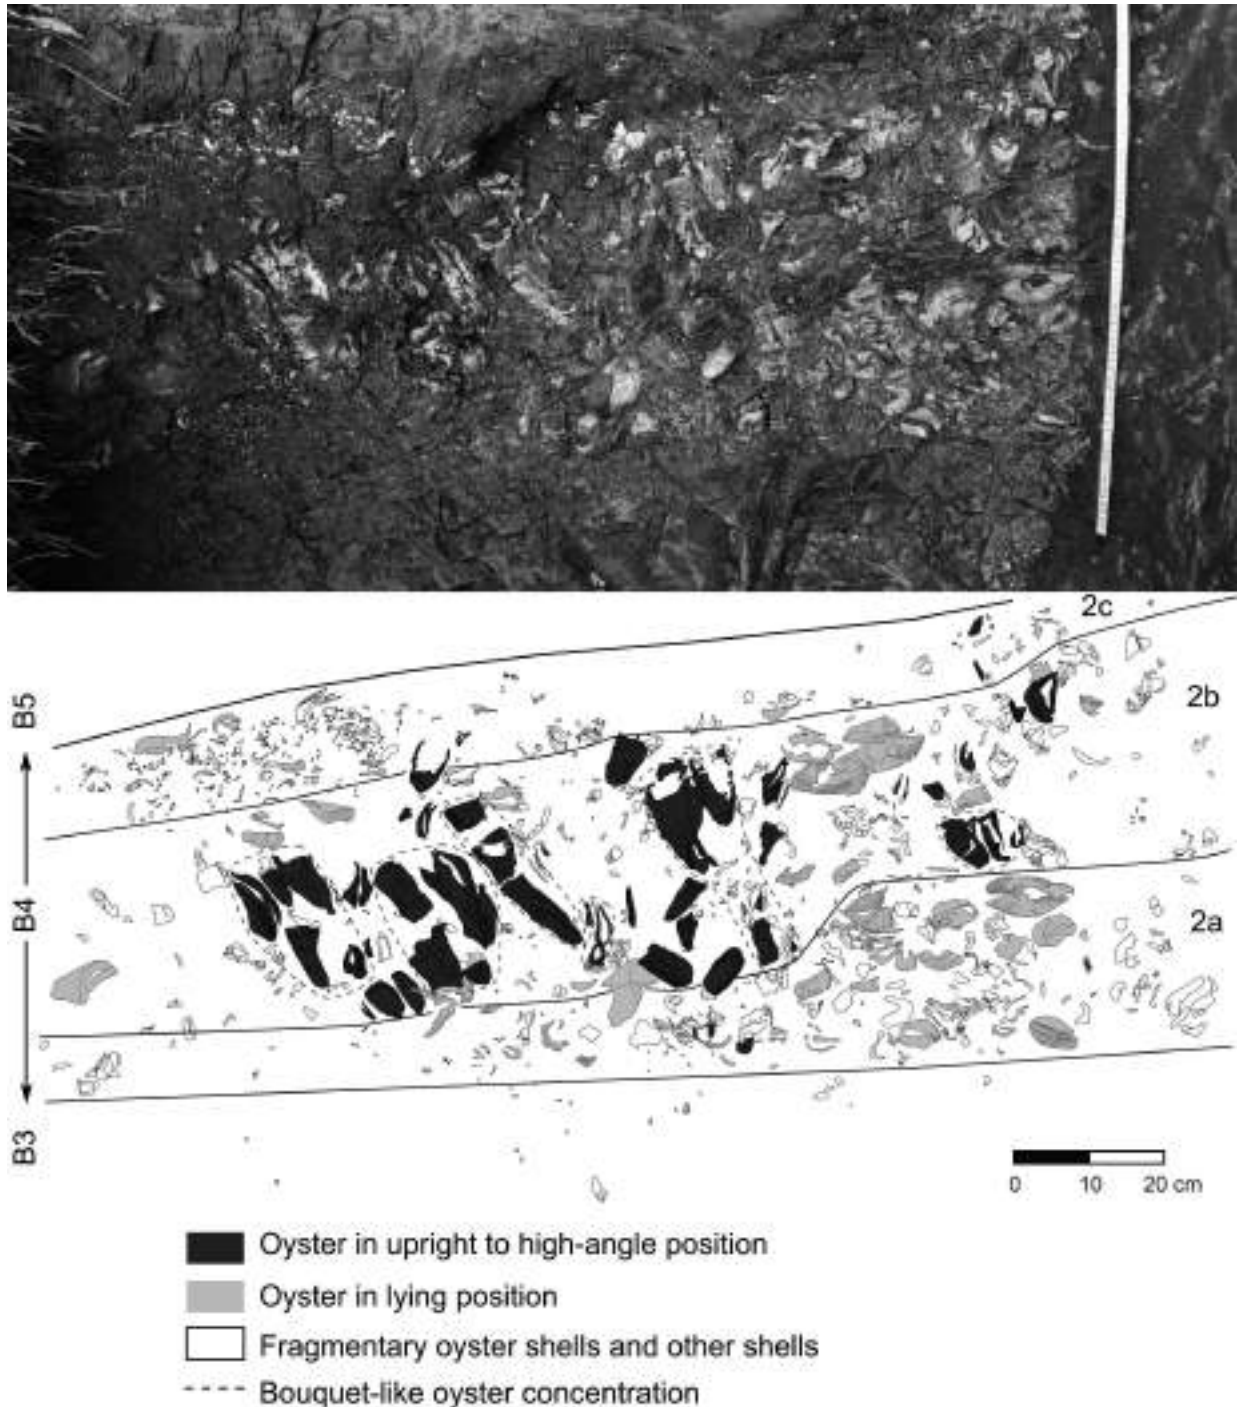 2c
2b
2a
B5
B4
B3
0 10 20 cm
Oyster in upright to high-angle position
Oyster in lying position
Fragmentary oyster shells and other shells
Bouquet-like oyster concentration